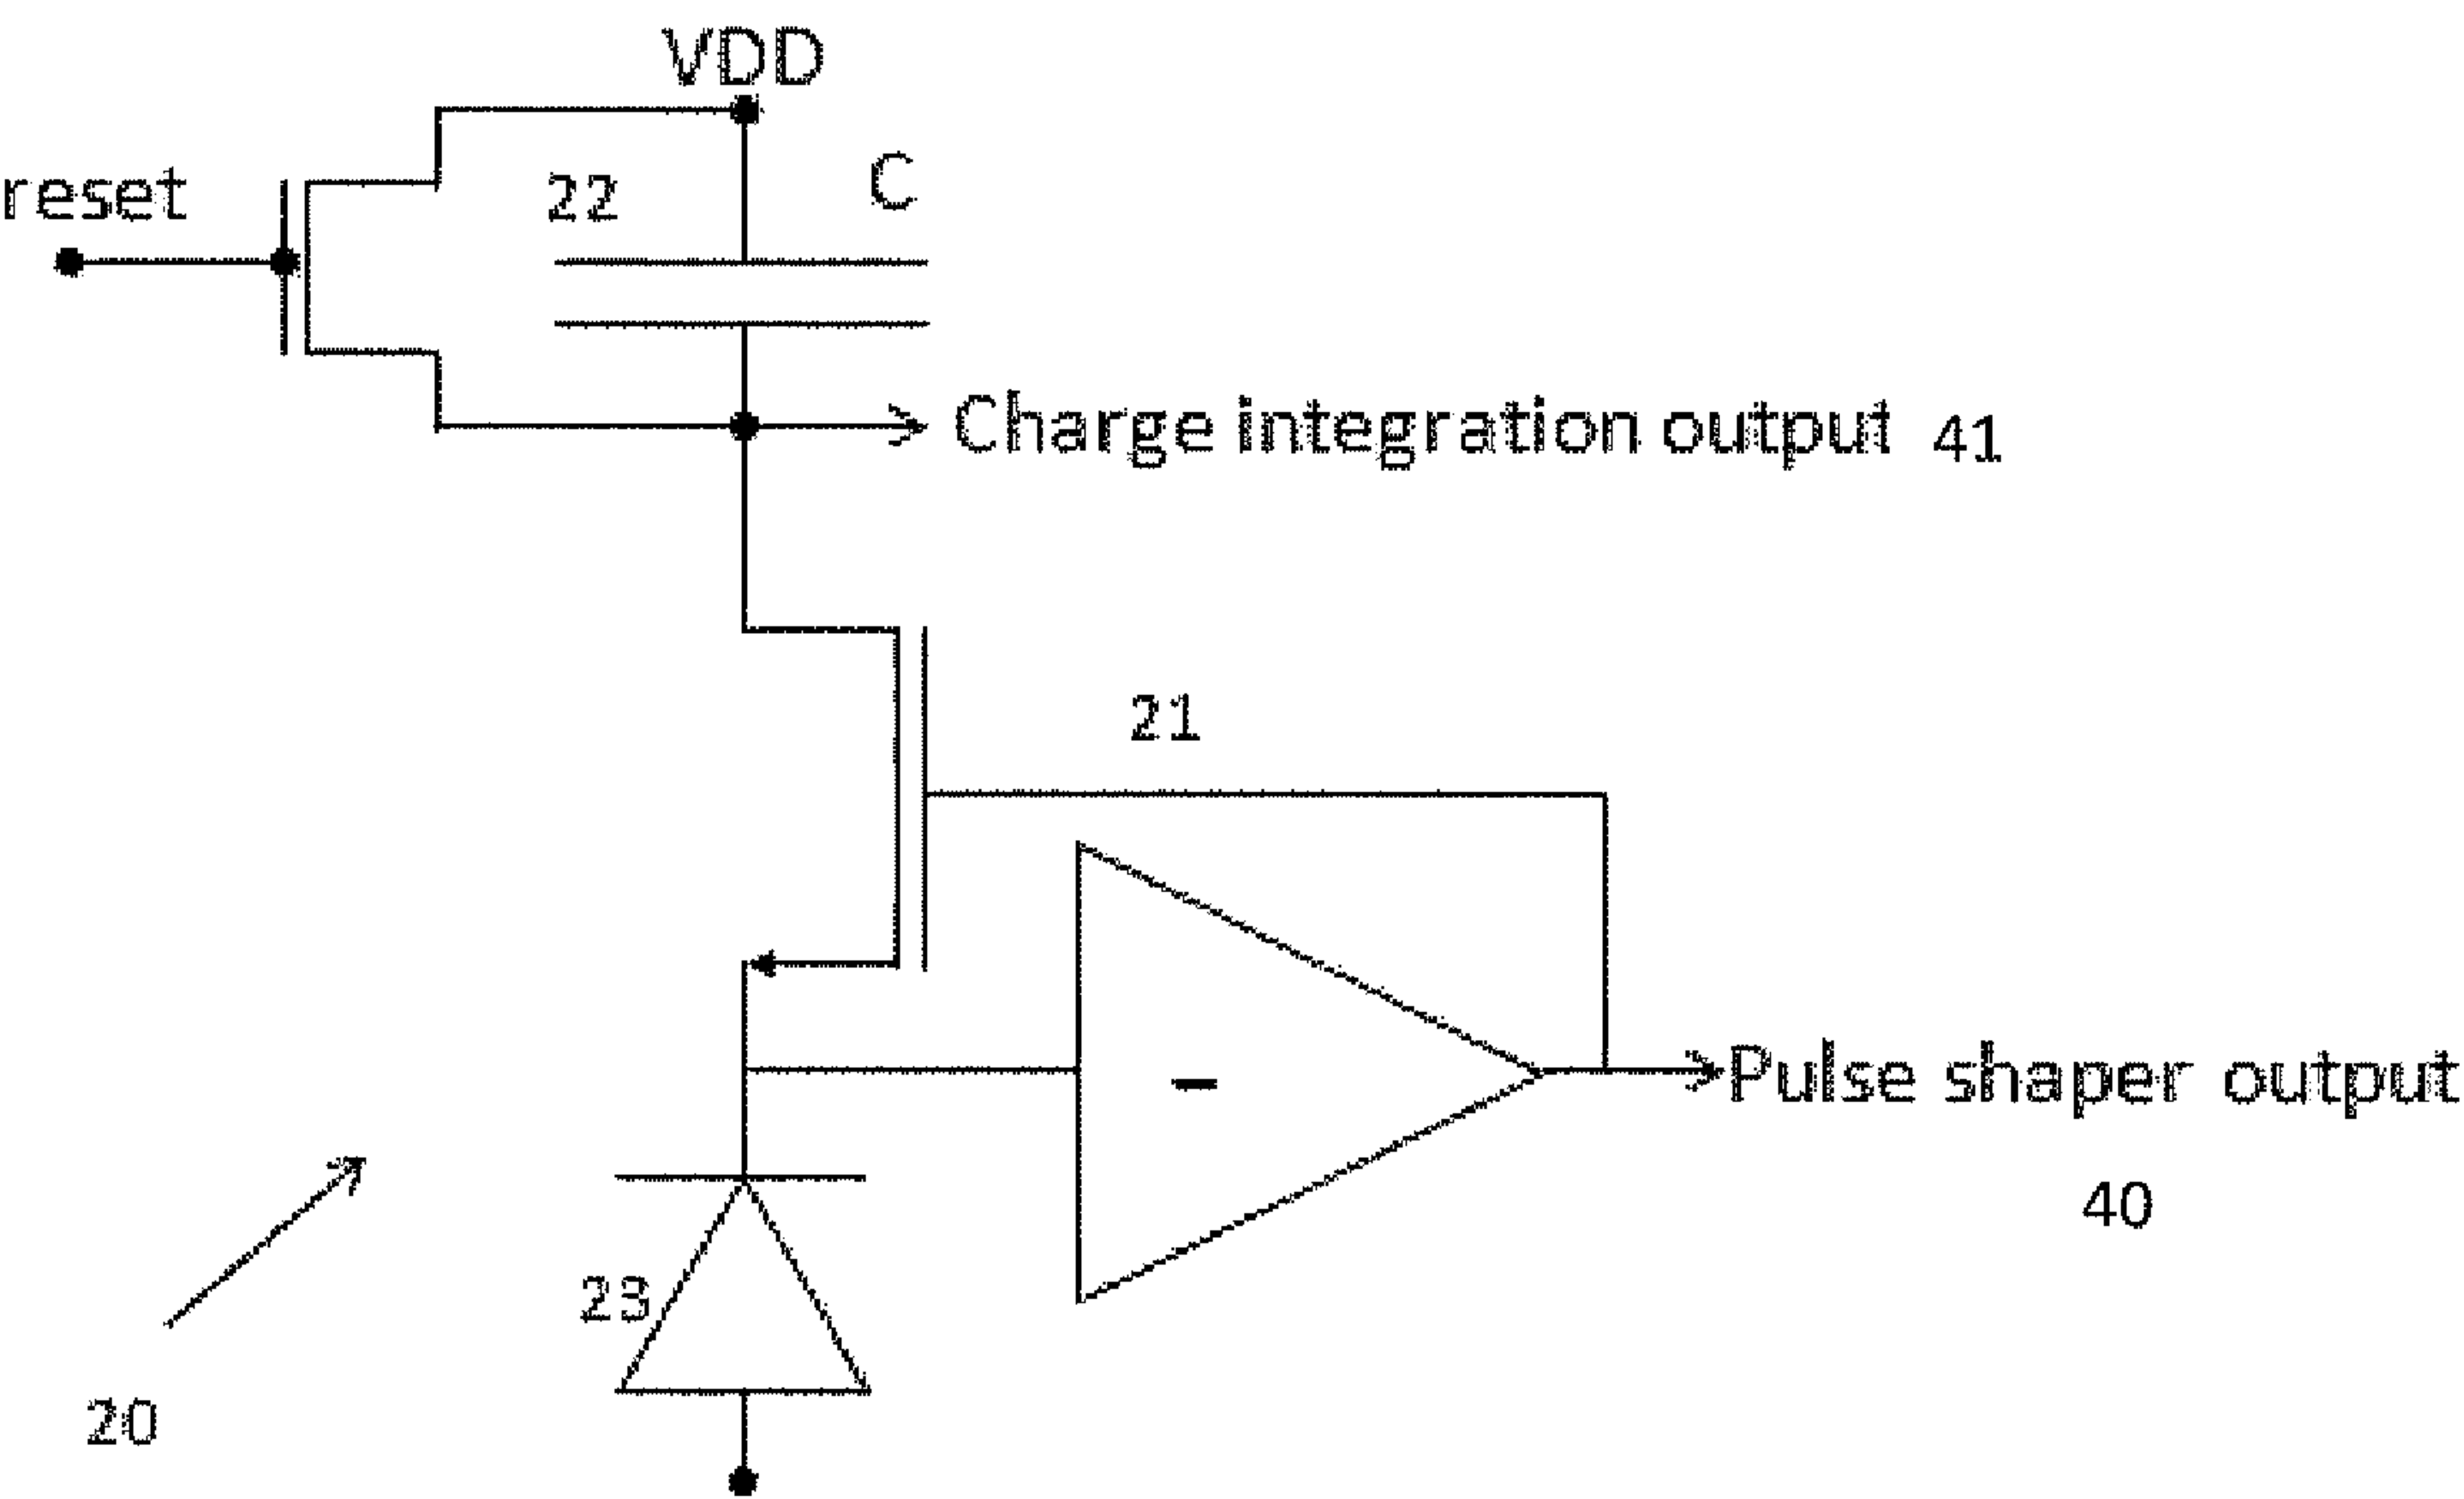 VDD
C
22
reset
Charge integration output 41
21
Pulse shaper output
-
40
23
20